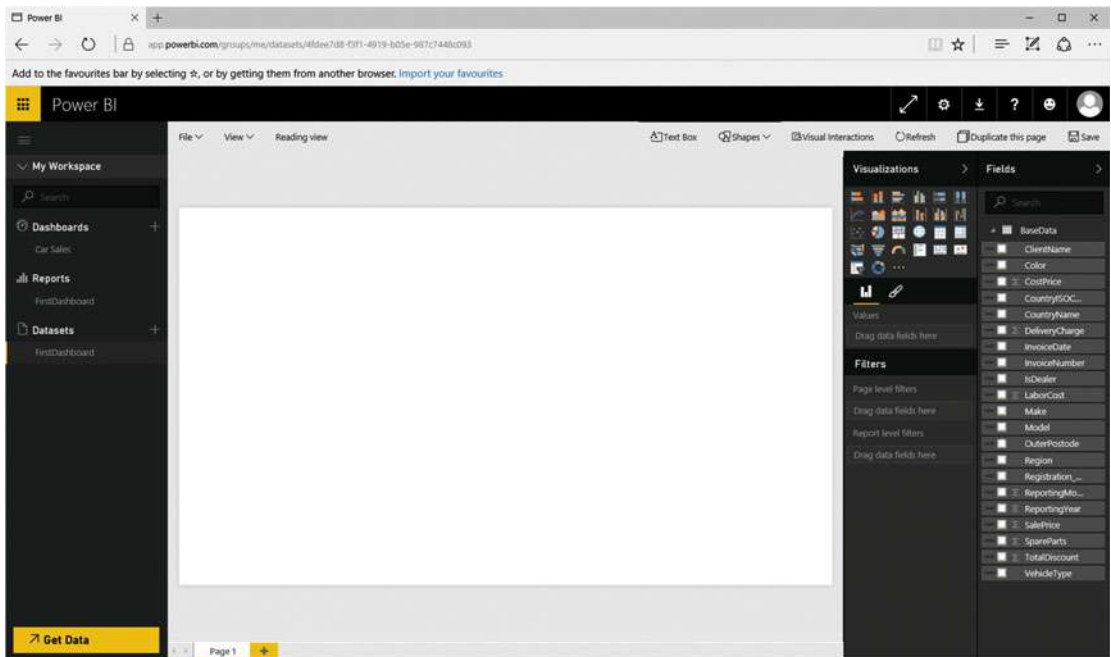 Power BI
app.powerbi.com/groups/me/datasets/4fdee7d8-f3f1-4919-b05e-987c7448c093
Add to the favourites bar by selecting ☆, or by getting them from another browser. Import your favourites
Power BI
File View Reading view Text Box Shapes Visual Interactions Refresh Duplicate this page Save
My Workspace
Search
Dashboards
Car Sales
Reports
FirstDashboard
Datasets
FirstDashboard
Get Data
Page 1
Visualizations
Values
Drag data fields here
Filters
Page level filters
Drag data fields here
Report level filters
Drag data fields here
Fields
Search
BaseData
ClientName
Color
Σ CostPrice
CountryISOC...
CountryName
Σ DeliveryCharge
InvoiceDate
InvoiceNumber
IsDealer
Σ LaborCost
Make
Model
OuterPostode
Region
Registration_...
Σ ReportingMo...
Σ ReportingYear
Σ SalePrice
Σ SpareParts
Σ TotalDiscount
VehicleType